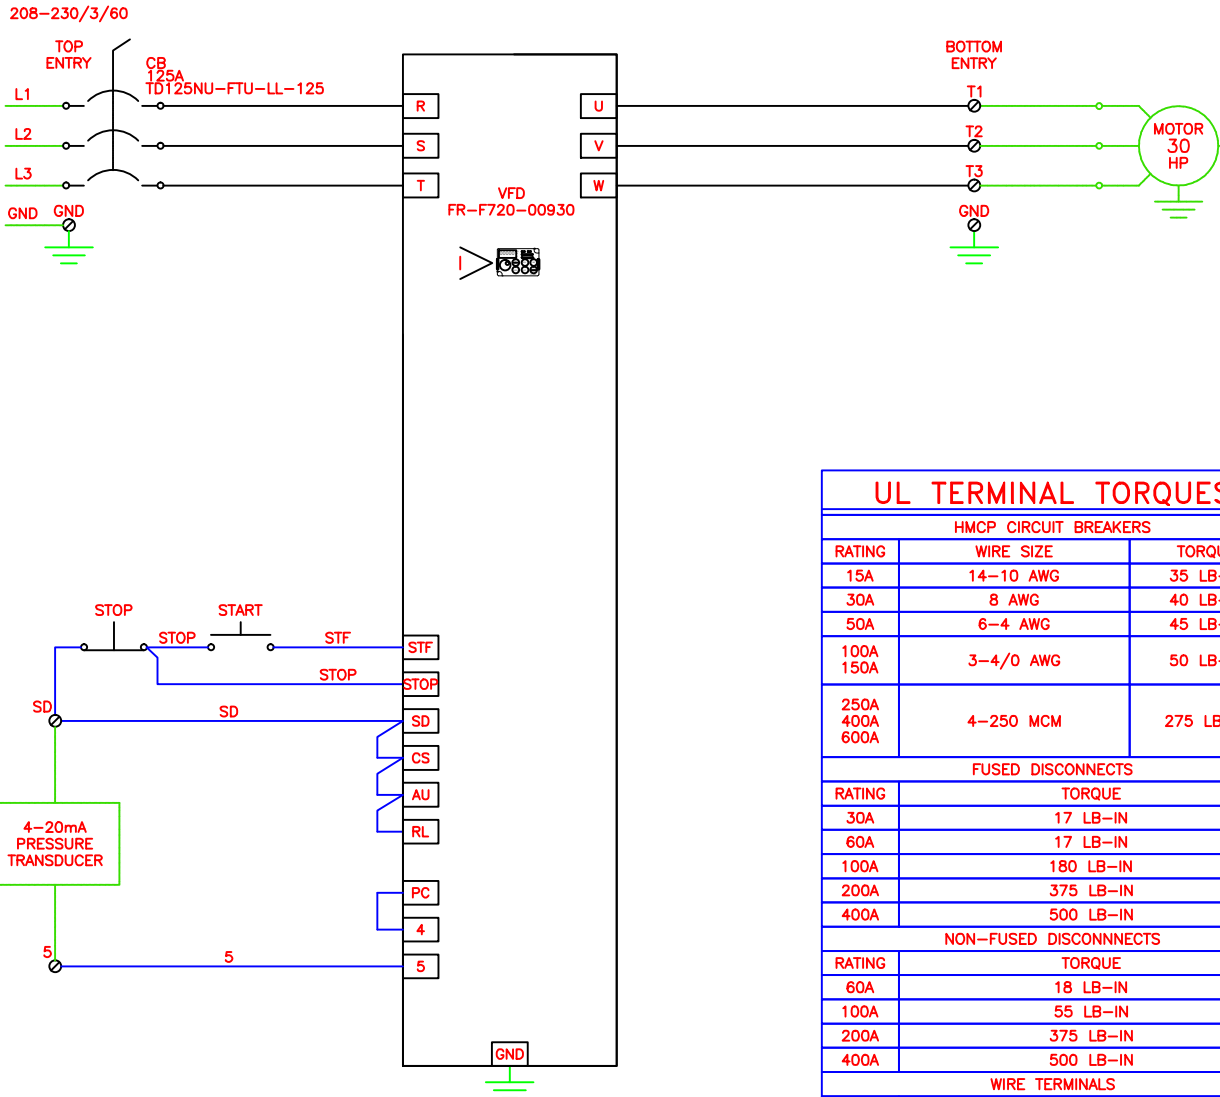 208-230/3/60
TOP
ENTRY
CB
125A
TD125NU-FTU-LL-125
L1
L2
L3
GND GND
R
S
T
U
V
W
VFD
FR-F720-00930
BOTTOM
ENTRY
T1
T2
T3
GND
MOTOR
30
HP
STOP START
STOP STF STF
STOP STOP
SD SD SD
CS
AU
RL
4-20mA
PRESSURE
TRANSDUCER
PC
4
5 5 5
GND
UL TERMINAL TORQUES
HMCP CIRCUIT BREAKERS
RATING WIRE SIZE TORQU
15A 14-10 AWG 35 LB-
30A 8 AWG 40 LB-
50A 6-4 AWG 45 LB-
100A
150A 3-4/0 AWG 50 LB-
250A
400A 4-250 MCM 275 LB
600A
FUSED DISCONNECTS
RATING TORQUE
30A 17 LB-IN
60A 17 LB-IN
100A 180 LB-IN
200A 375 LB-IN
400A 500 LB-IN
NON-FUSED DISCONNNECTS
RATING TORQUE
60A 18 LB-IN
100A 55 LB-IN
200A 375 LB-IN
400A 500 LB-IN
WIRE TERMINALS